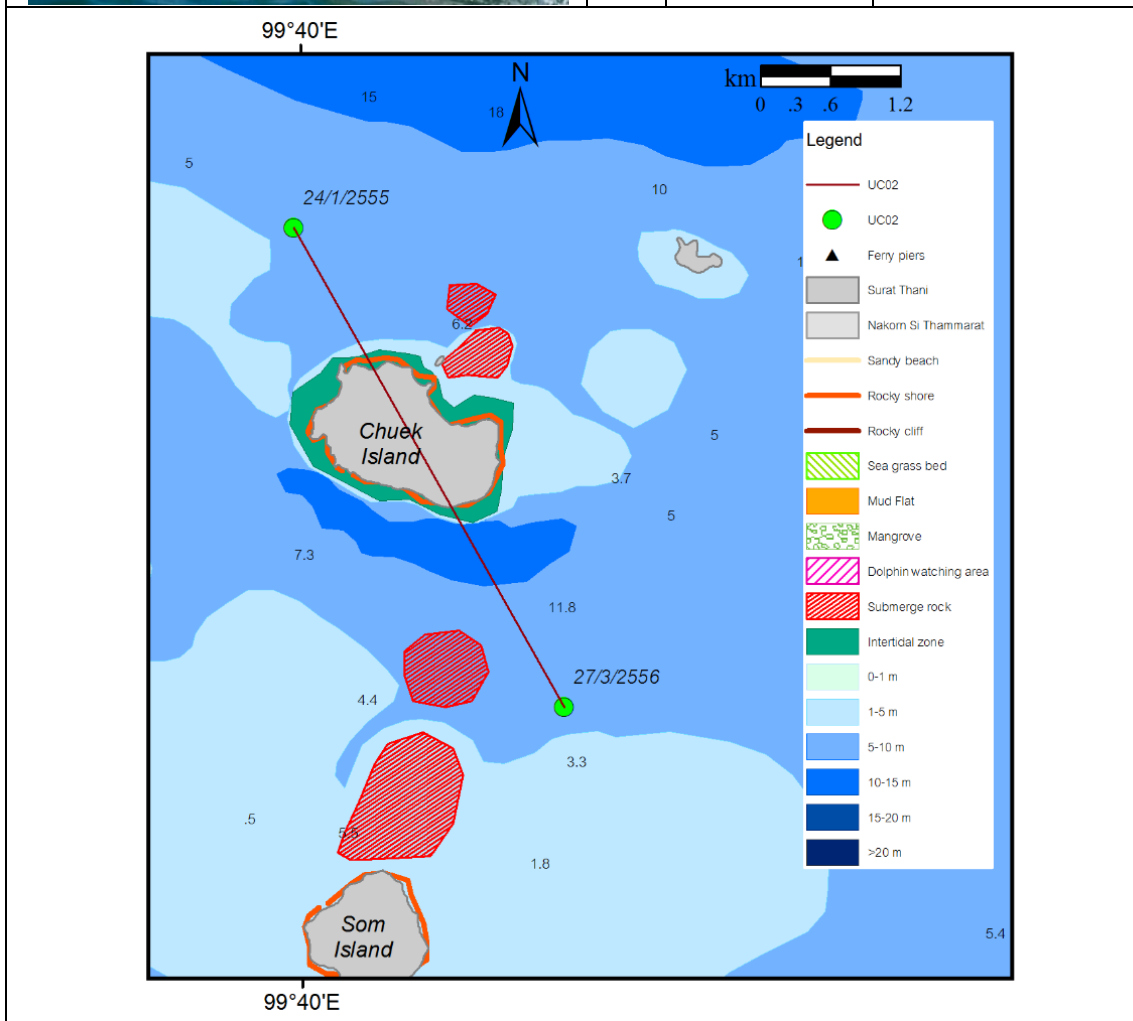 99°40'E
N
km
0 .3 .6 1.2
15
18
5
24/1/2555
10
Legend
UC02
UC02
Ferry piers
Surat Thani
Nakorn Si Thammarat
Sandy beach
Rocky shore
Rocky cliff
Sea grass bed
Mud Flat
Mangrove
Dolphin watching area
Submerge rock
Intertidal zone
0-1 m
1-5 m
5-10 m
10-15 m
15-20 m
>20 m
6.2
Chuek
Island
5
3.7
5
7.3
11.8
27/3/2556
4.4
3.3
.5
5.5
1.8
Som
Island
5.4
99°40'E